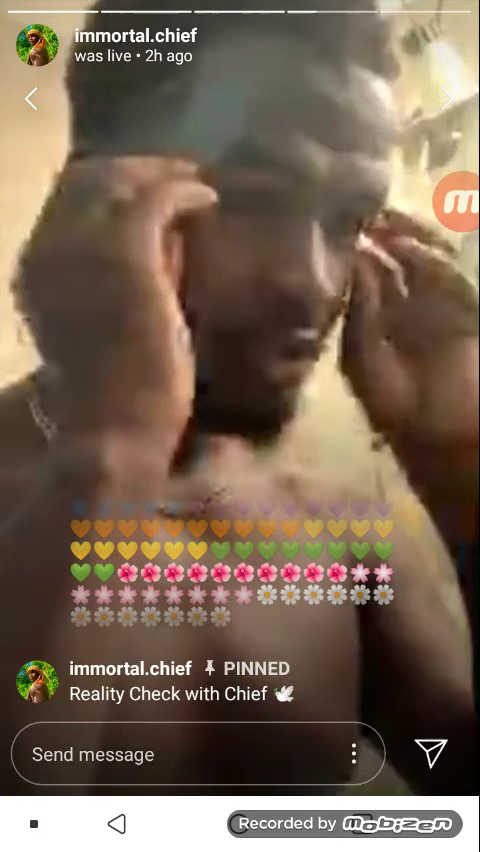 immortal.chief
was live • 2h ago
immortal.chief PINNED
Reality Check with Chief 🕊
Send message
Recorded by mobizen